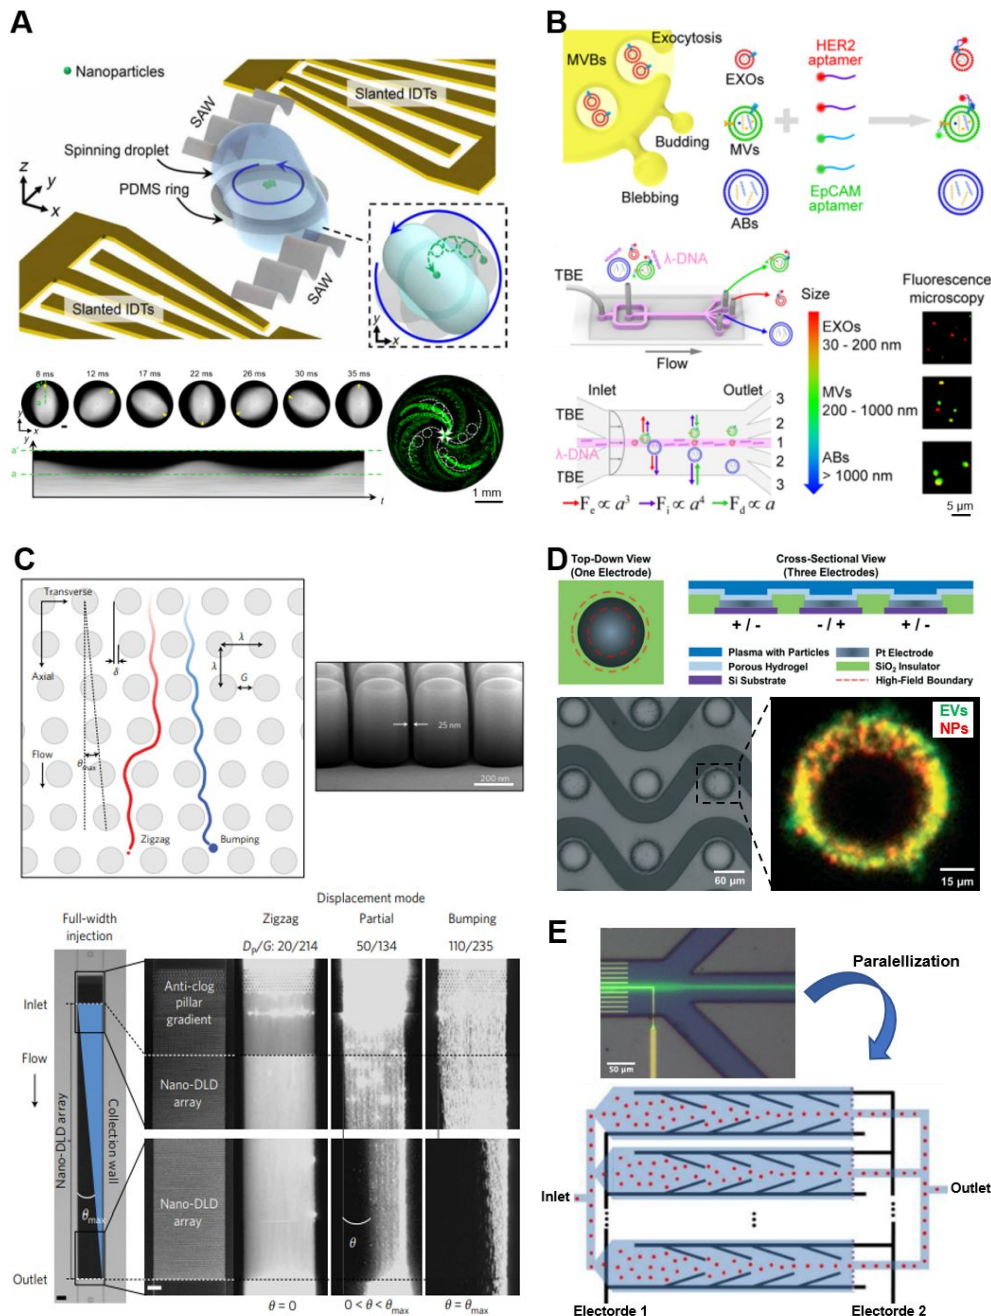 A
Nanoparticles
Slanted IDTs
SAW
Spinning droplet
PDMS ring
z
y
x
SAW
Slanted IDTs
y
x
8 ms
12 ms
17 ms
22 ms
26 ms
30 ms
35 ms
y
x
y
a'
a
t
1 mm
B
Exocytosis
MVBs
Budding
Blebbing
EXOs
MVs
ABs
HER2
aptamer
EpCAM
aptamer
λ-DNA
TBE
Flow
Size
EXOs
30 - 200 nm
MVs
200 - 1000 nm
ABs
> 1000 nm
Fluorescence
microscopy
5 µm
Inlet
Outlet
TBE
λ-DNA
TBE
3
2
1
2
3
Fe ∝ a³
Fi ∝ a⁴
Fd ∝ a
C
Transverse
Axial
δ
λ
λ
G
Flow
θmax
Zigzag
Bumping
25 nm
200 nm
Displacement mode
Full-width
injection
Zigzag
Partial
Bumping
Dp/G: 20/214
50/134
110/235
Inlet
Flow
Outlet
Nano-DLD array
Collection wall
θmax
Anti-clog
pillar
gradient
Nano-DLD
array
Nano-DLD
array
θ
θ = 0
0 < θ < θmax
θ = θmax
D
Top-Down View
(One Electrode)
Cross-Sectional View
(Three Electrodes)
+ / -
- / +
+ / -
Plasma with Particles
Pt Electrode
Porous Hydrogel
SiO2 Insulator
Si Substrate
High-Field Boundary
60 µm
EVs
NPs
15 µm
E
50 µm
Paralellization
Inlet
Outlet
Electorde 1
Electorde 2